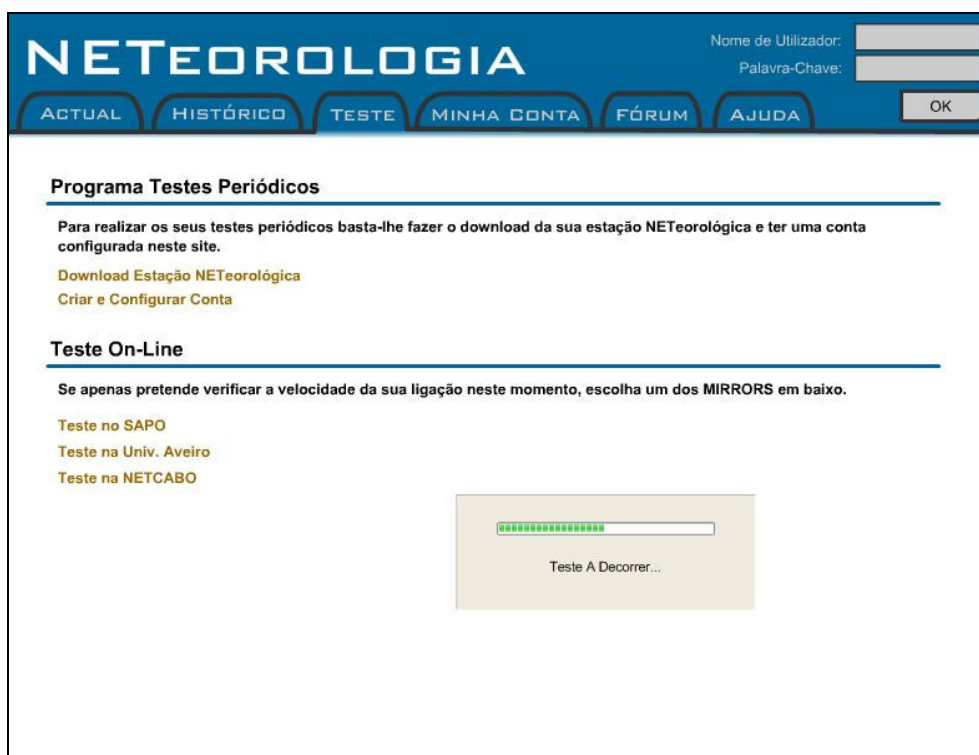 NETEOROLOGIA
Nome de Utilizador:
Palavra-Chave:
OK
ACTUAL
HISTÓRICO
TESTE
MINHA CONTA
FÓRUM
AJUDA
Programa Testes Periódicos
Para realizar os seus testes periódicos basta-lhe fazer o download da sua estação NETeorológica e ter uma conta
configurada neste site.
Download Estação NETeorológica
Criar e Configurar Conta
Teste On-Line
Se apenas pretende verificar a velocidade da sua ligação neste momento, escolha um dos MIRRORS em baixo.
Teste no SAPO
Teste na Univ. Aveiro
Teste na NETCABO
Teste A Decorrer...